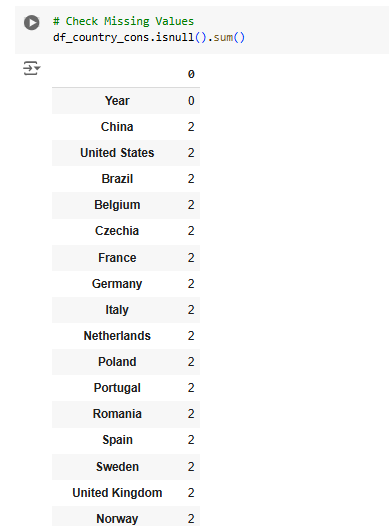 # Check Missing Values
df_country_cons.isnull().sum()
0
Year 0
China 2
United States 2
Brazil 2
Belgium 2
Czechia 2
France 2
Germany 2
Italy 2
Netherlands 2
Poland 2
Portugal 2
Romania 2
Spain 2
Sweden 2
United Kingdom 2
Norway 2